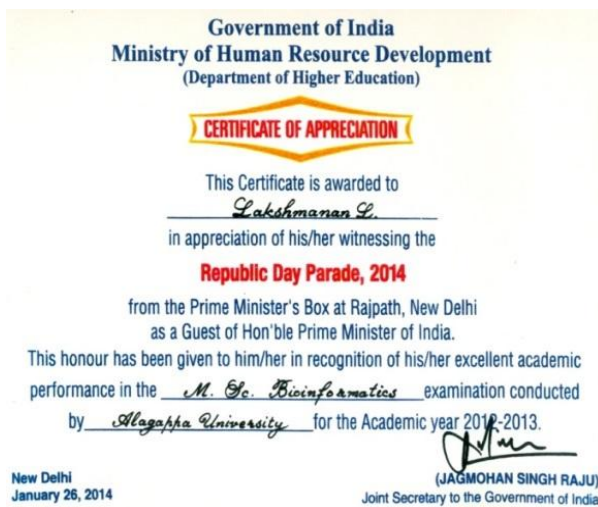 Government of India
Ministry of Human Resource Development
(Department of Higher Education)
CERTIFICATE OF APPRECIATION
This Certificate is awarded to
Lakshmanan L.
in appreciation of his/her witnessing the
Republic Day Parade, 2014
from the Prime Minister's Box at Rajpath, New Delhi
as a Guest of Hon'ble Prime Minister of India.
This honour has been given to him/her in recognition of his/her excellent academic
performance in the M. Sc. Bioinformatics examination conducted
by Alagappa University for the Academic year 2012-2013.
(JAGMOHAN SINGH RAJU)
New Delhi
January 26, 2014
Joint Secretary to the Government of India